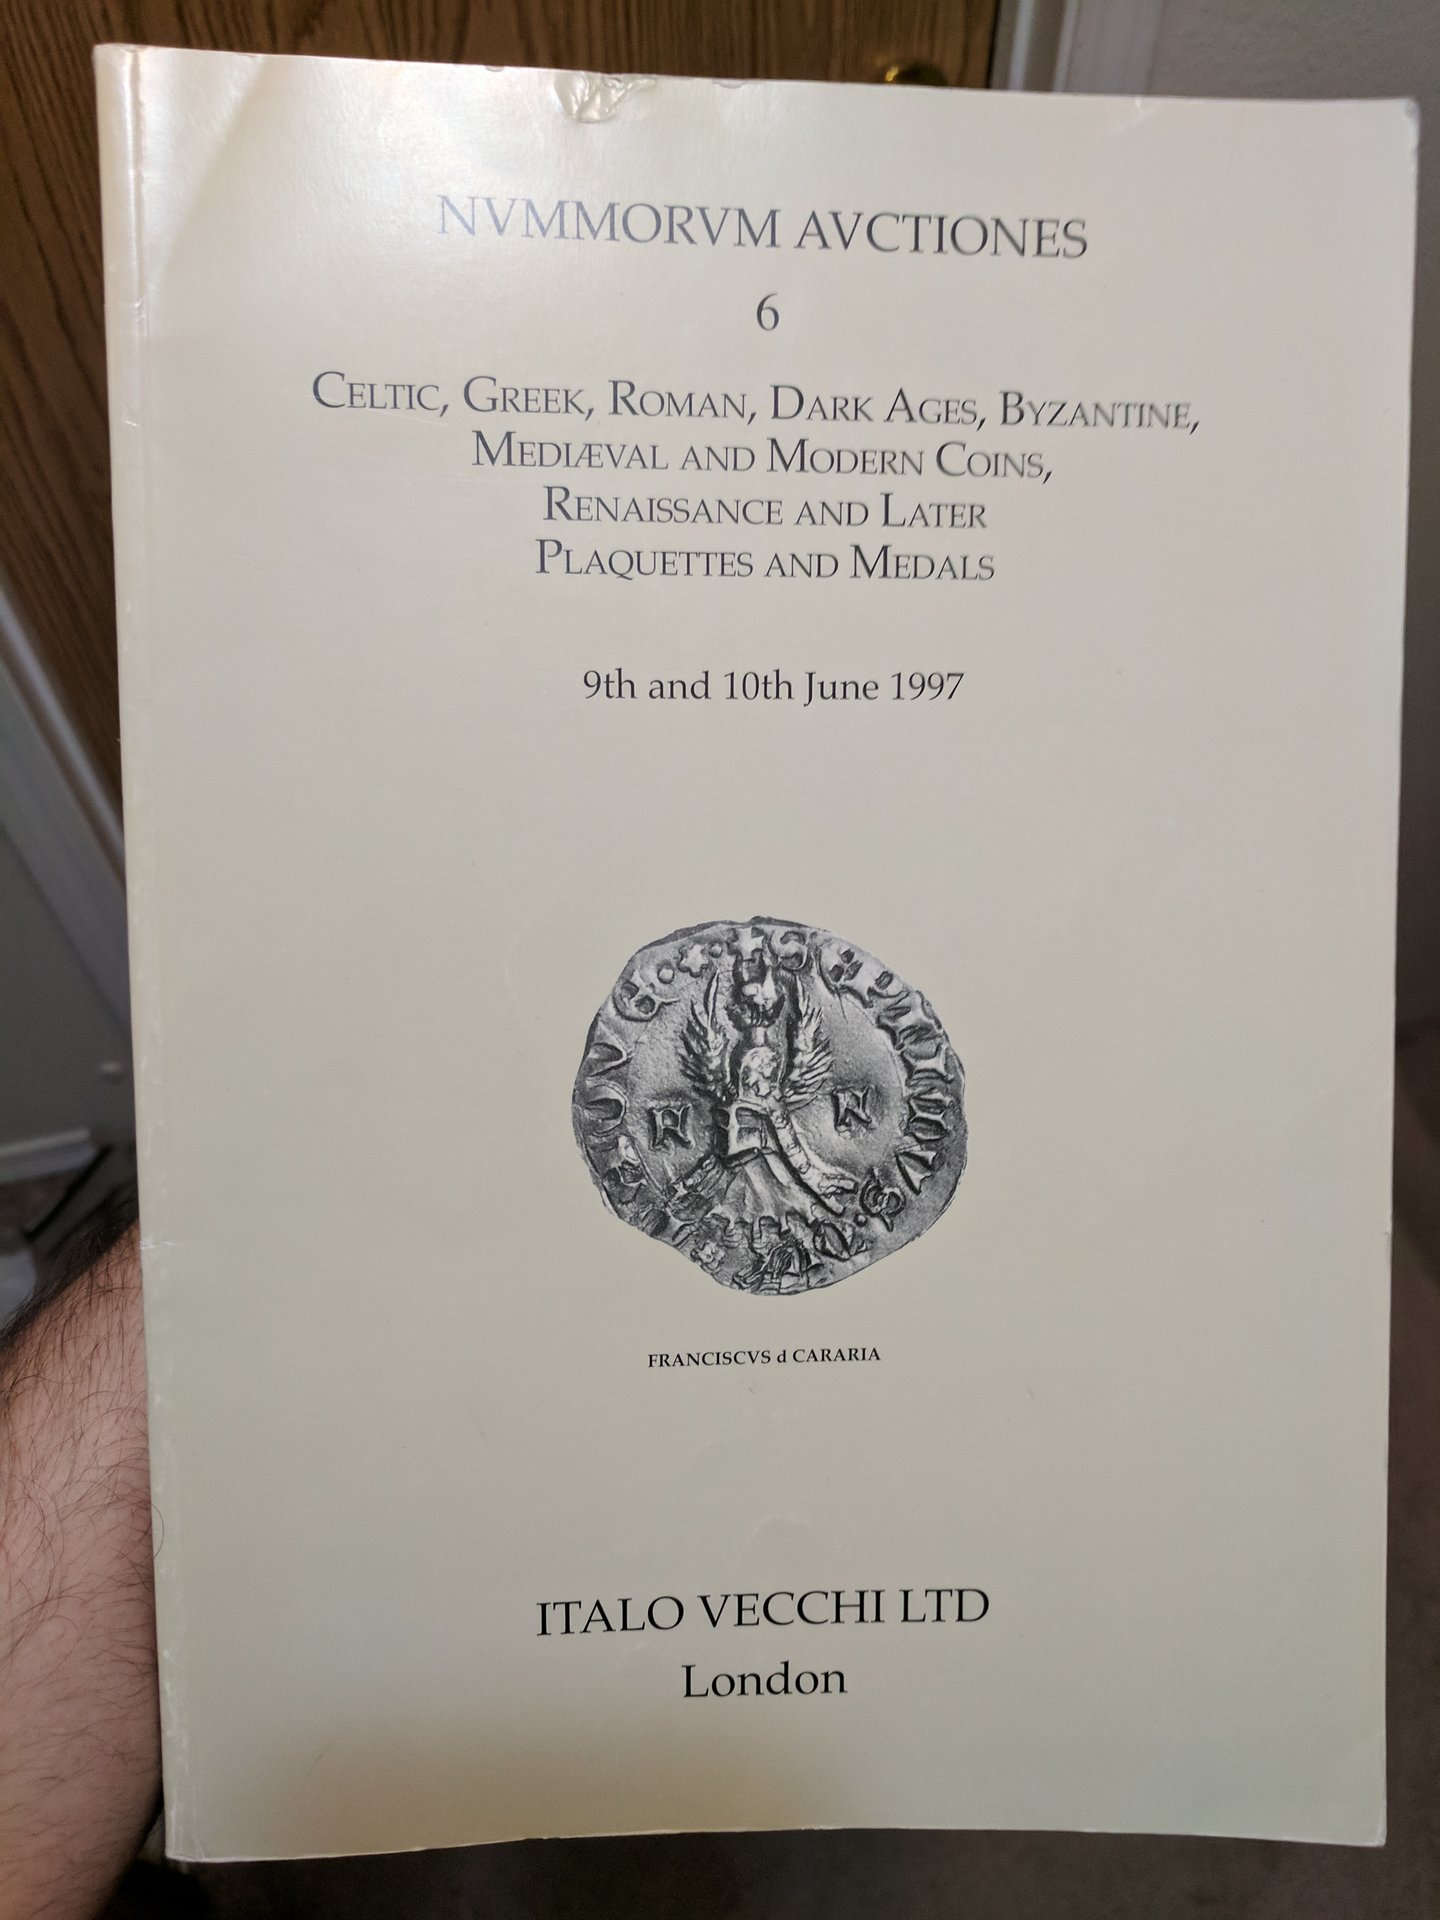 NVMMORVM AVCTIONES
6
CELTIC, GREEK, ROMAN, DARK AGES, BYZANTINE,
MEDIÆVAL AND MODERN COINS,
RENAISSANCE AND LATER
PLAQUETTES AND MEDALS
9th and 10th June 1997
FRANCISCVS d CARARIA
ITALO VECCHI LTD
London